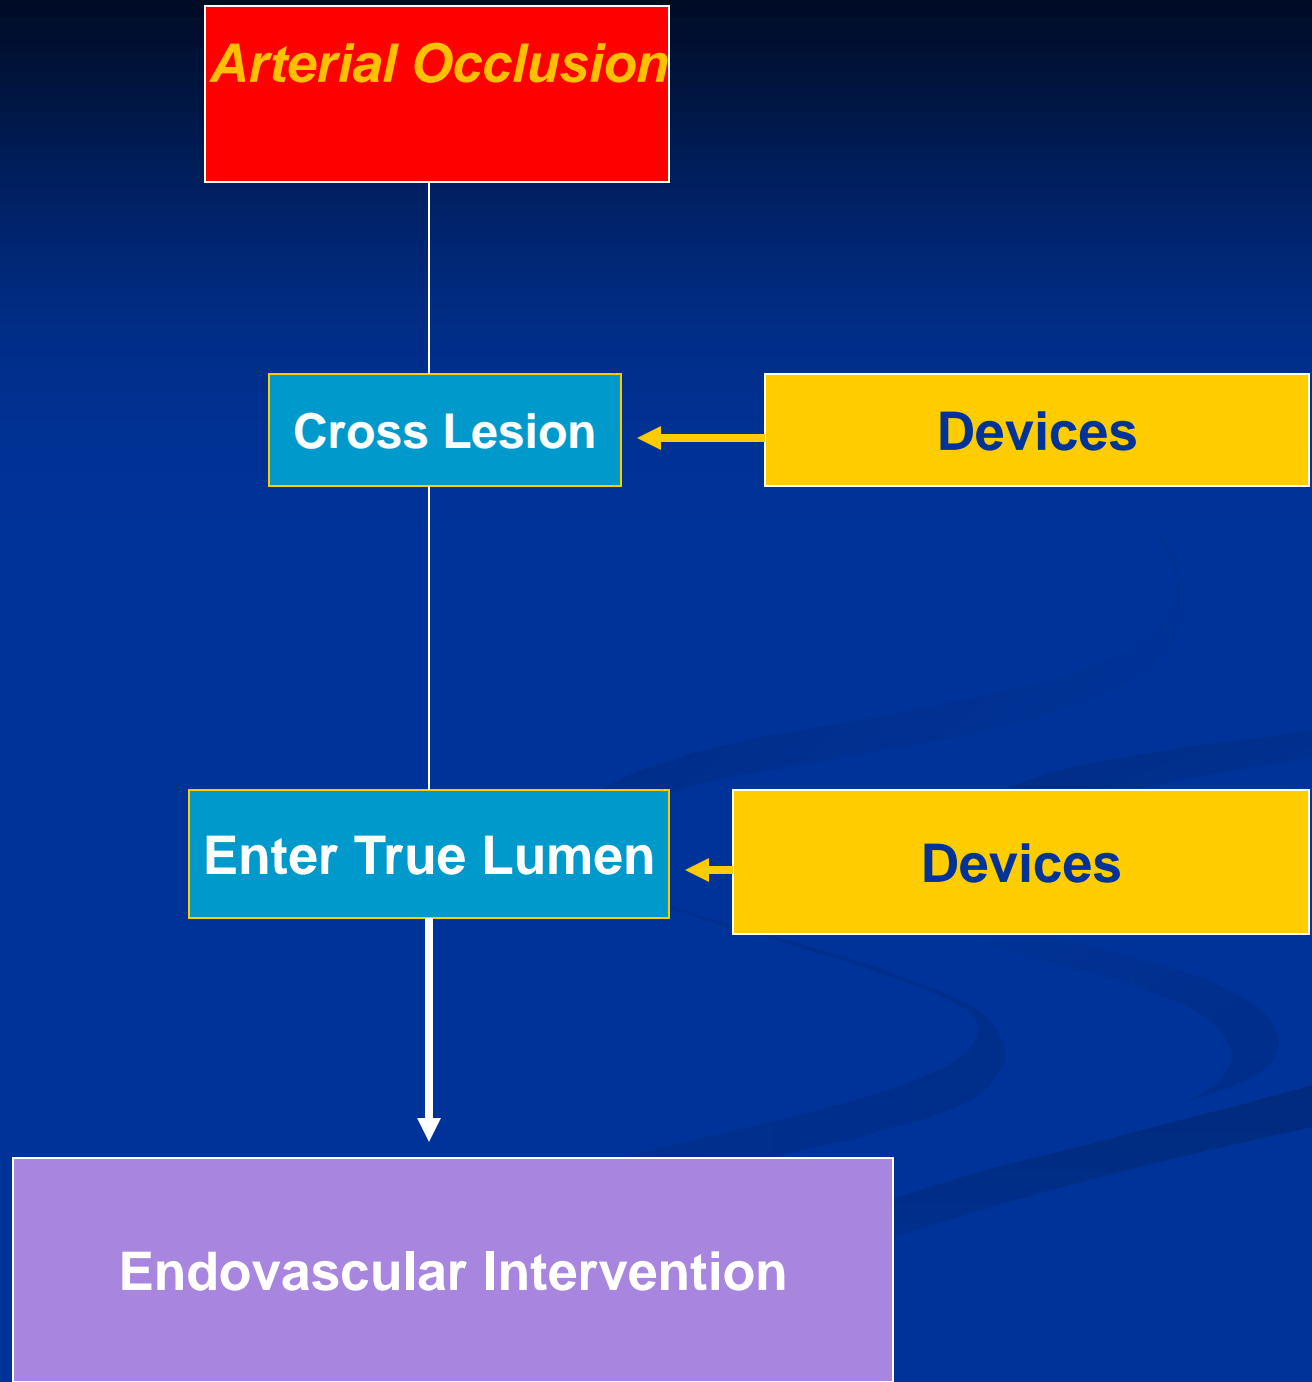 Arterial Occlusion
Cross Lesion
Devices
Enter True Lumen
Devices
Endovascular Intervention